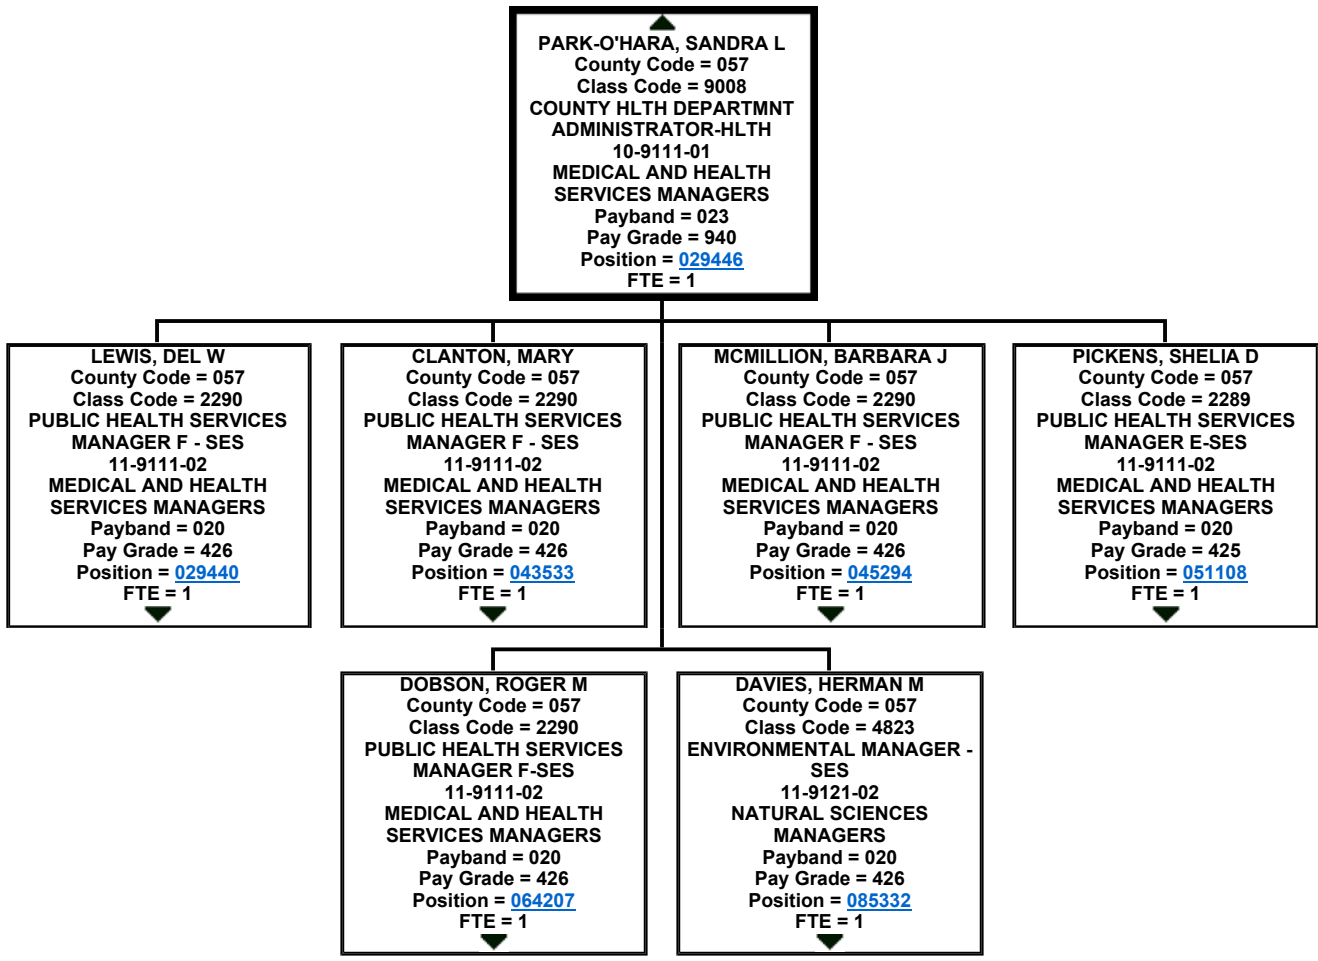 PARK-O'HARA, SANDRA L
County Code = 057
Class Code = 9008
COUNTY HLTH DEPARTMNT
ADMINISTRATOR-HLTH
10-9111-01
MEDICAL AND HEALTH
SERVICES MANAGERS
Payband = 023
Pay Grade = 940
Position = 029446
FTE = 1
LEWIS, DEL W
County Code = 057
Class Code = 2290
PUBLIC HEALTH SERVICES
MANAGER F - SES
11-9111-02
MEDICAL AND HEALTH
SERVICES MANAGERS
Payband = 020
Pay Grade = 426
Position = 029440
FTE = 1
CLANTON, MARY
County Code = 057
Class Code = 2290
PUBLIC HEALTH SERVICES
MANAGER F - SES
11-9111-02
MEDICAL AND HEALTH
SERVICES MANAGERS
Payband = 020
Pay Grade = 426
Position = 043533
FTE = 1
MCMILLION, BARBARA J
County Code = 057
Class Code = 2290
PUBLIC HEALTH SERVICES
MANAGER F - SES
11-9111-02
MEDICAL AND HEALTH
SERVICES MANAGERS
Payband = 020
Pay Grade = 426
Position = 045294
FTE = 1
PICKENS, SHELIA D
County Code = 057
Class Code = 2289
PUBLIC HEALTH SERVICES
MANAGER E-SES
11-9111-02
MEDICAL AND HEALTH
SERVICES MANAGERS
Payband = 020
Pay Grade = 425
Position = 051108
FTE = 1
DOBSON, ROGER M
County Code = 057
Class Code = 2290
PUBLIC HEALTH SERVICES
MANAGER F-SES
11-9111-02
MEDICAL AND HEALTH
SERVICES MANAGERS
Payband = 020
Pay Grade = 426
Position = 064207
FTE = 1
DAVIES, HERMAN M
County Code = 057
Class Code = 4823
ENVIRONMENTAL MANAGER -
SES
11-9121-02
NATURAL SCIENCES
MANAGERS
Payband = 020
Pay Grade = 426
Position = 085332
FTE = 1